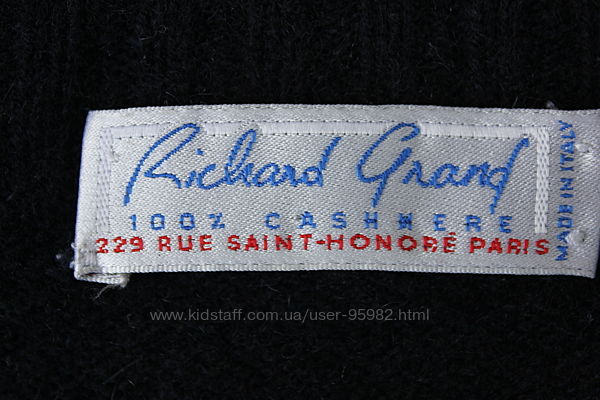 Richard Grand
100% CASHMERE
229 RUE SAINT-HONORÉ PARIS
MADE IN ITALY
www.kidstaff.com.ua/user-95982.html